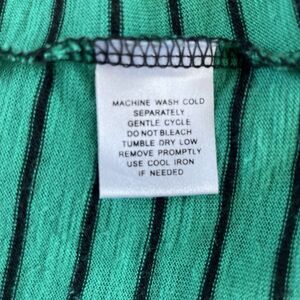 MACHINE WASH COLD
SEPARATELY
GENTLE CYCLE
DO NOT BLEACH
TUMBLE DRY LOW
REMOVE PROMPTLY
USE COOL IRON
IF NEEDED